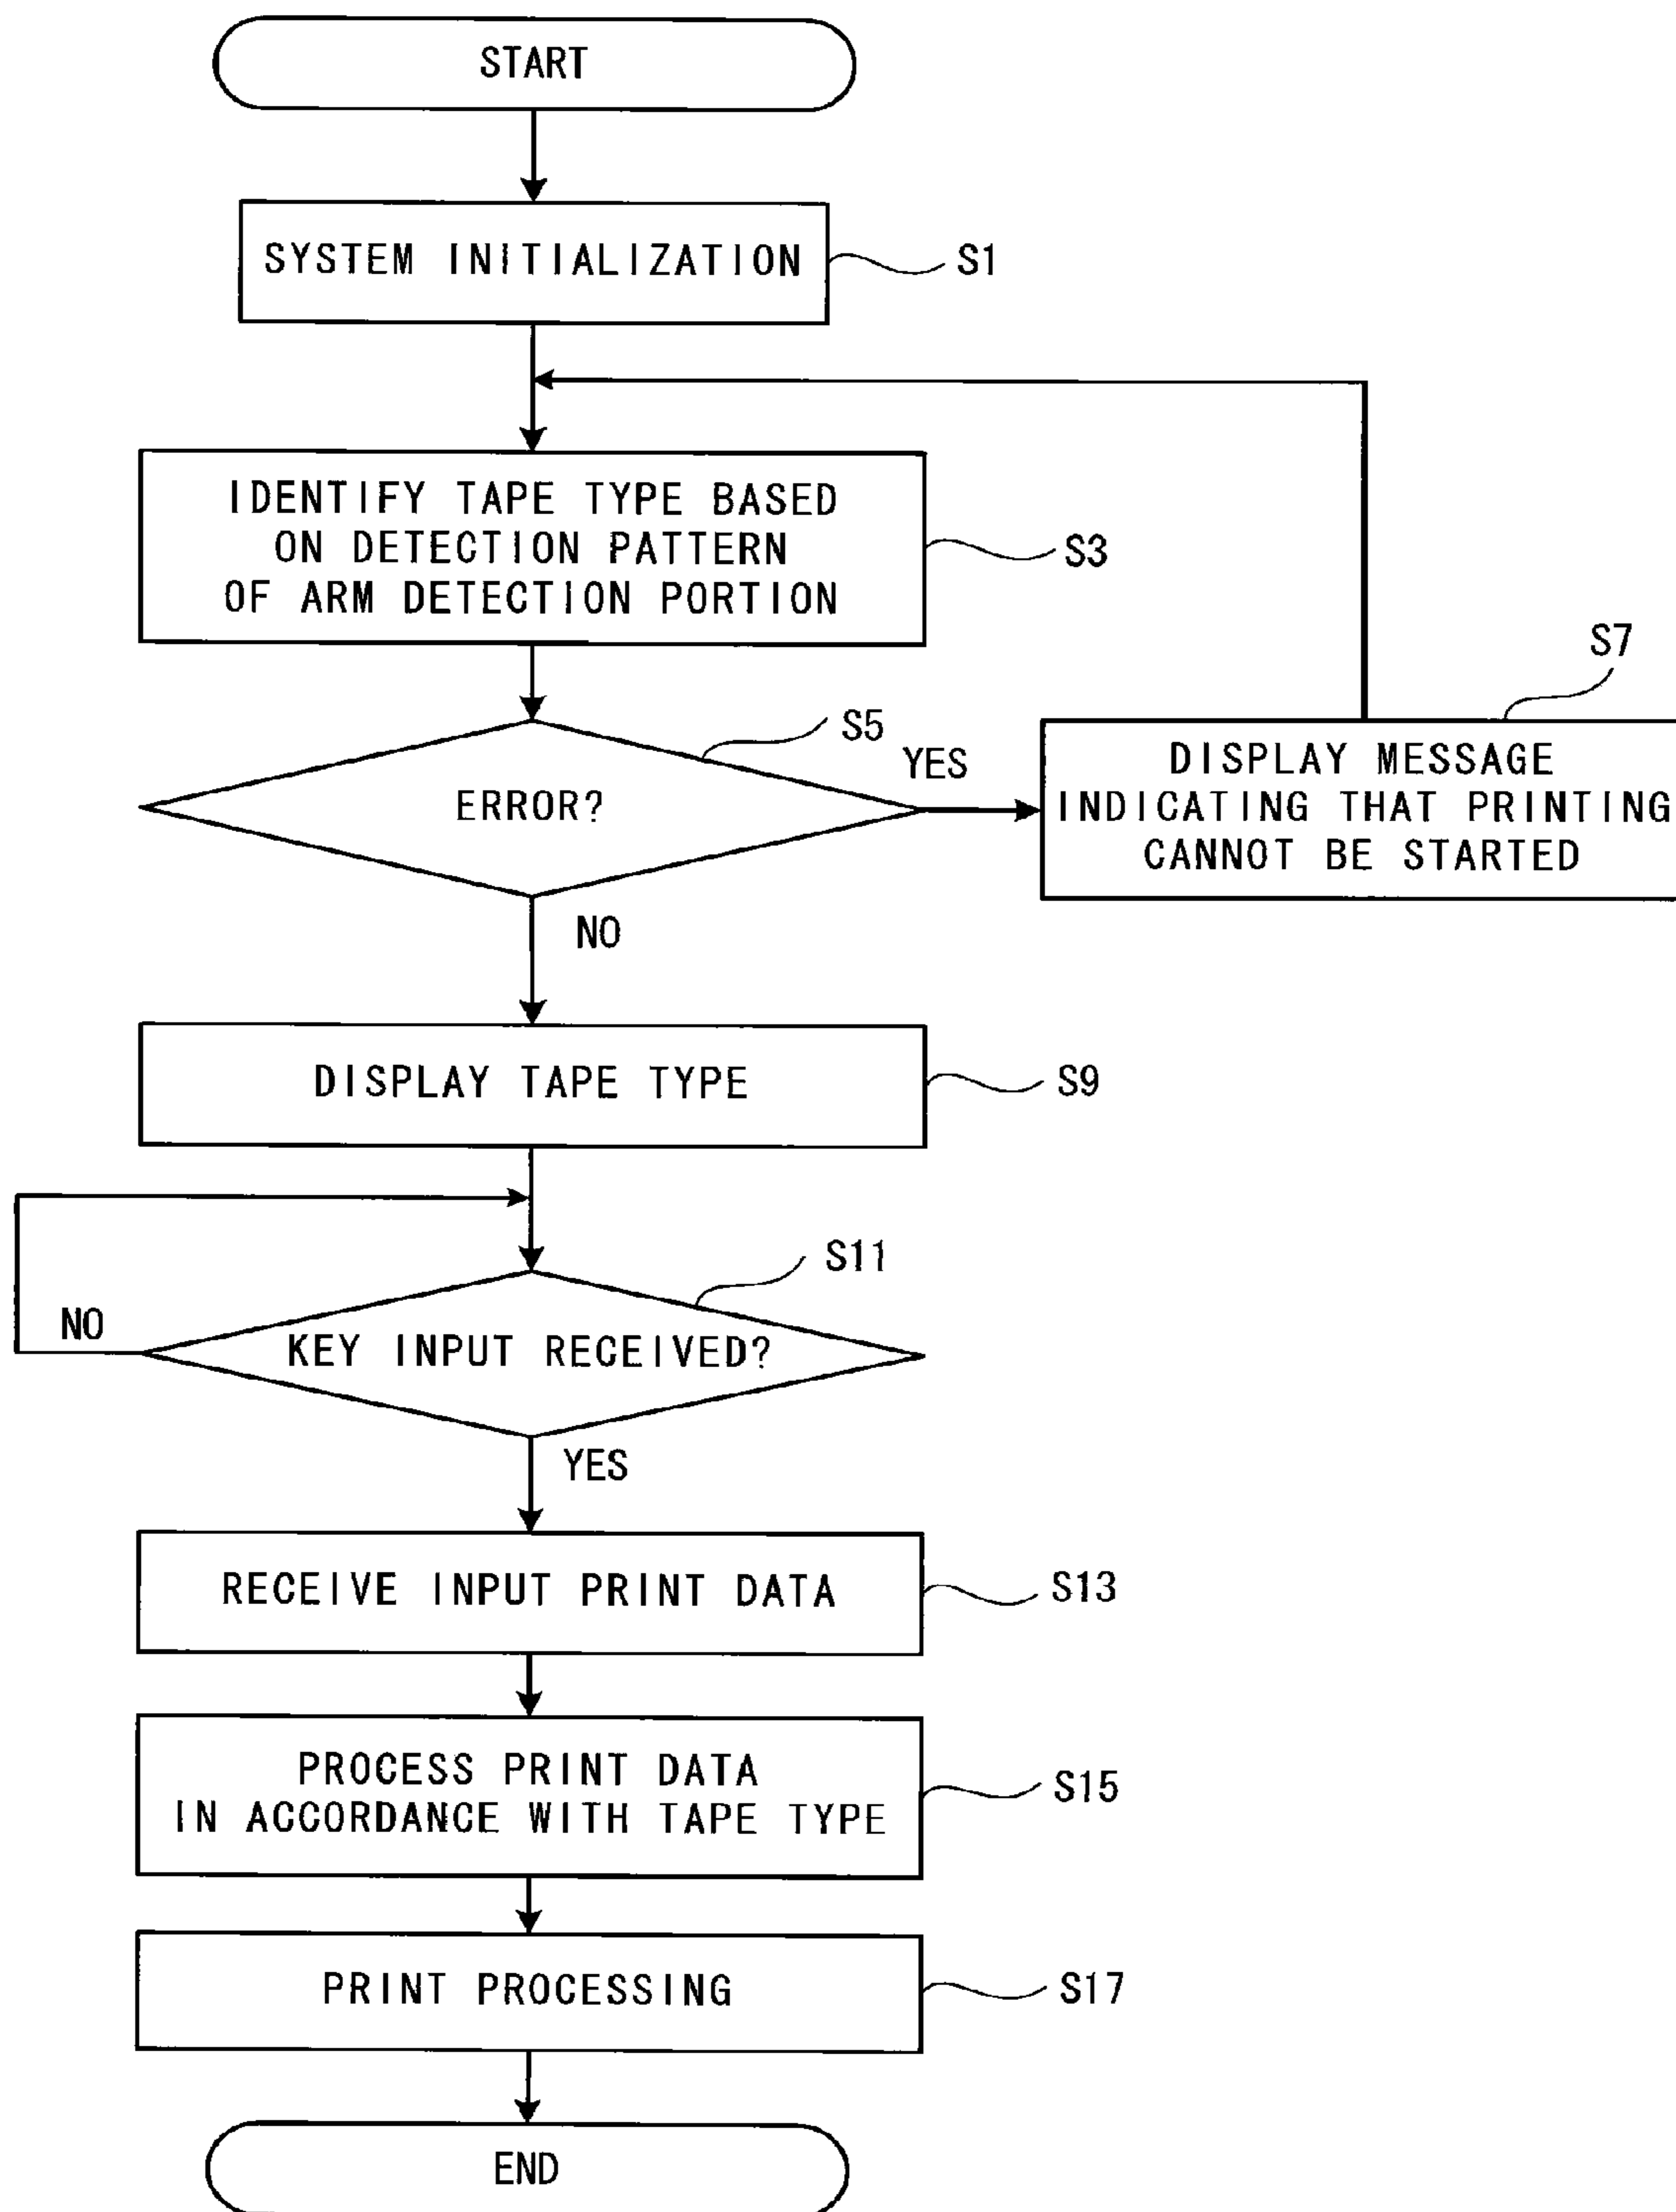 START
SYSTEM INITIALIZATION
S1
IDENTIFY TAPE TYPE BASED
ON DETECTION PATTERN
OF ARM DETECTION PORTION
S3
S7
S5
YES
ERROR?
DISPLAY MESSAGE
INDICATING THAT PRINTING
CANNOT BE STARTED
NO
DISPLAY TAPE TYPE
S9
S11
NO
KEY INPUT RECEIVED?
YES
RECEIVE INPUT PRINT DATA
S13
PROCESS PRINT DATA
IN ACCORDANCE WITH TAPE TYPE
S15
PRINT PROCESSING
S17
END